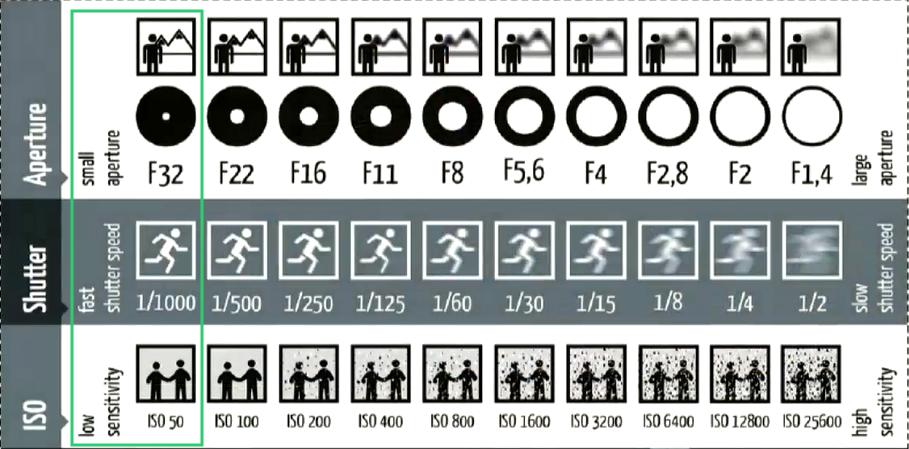 Aperture
small
aperture
F32 F22 F16 F11 F8 F5,6 F4 F2,8 F2 F1,4
large
aperture
Shutter
fast
shutter speed
1/1000 1/500 1/250 1/125 1/60 1/30 1/15 1/8 1/4 1/2
slow
shutter speed
ISO
low
sensitivity
ISO 50 ISO 100 ISO 200 ISO 400 ISO 800 ISO 1600 ISO 3200 ISO 6400 ISO 12800 ISO 25600
high
sensitivity